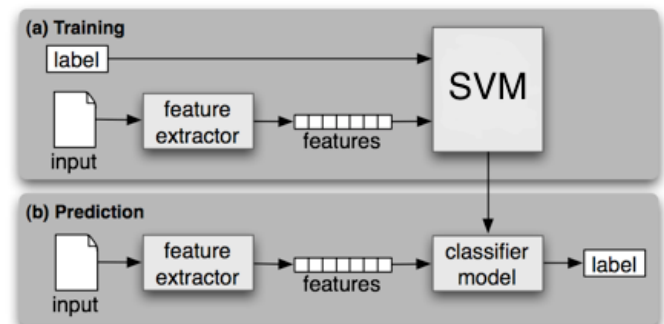 (a) Training
label
SVM
feature
extractor
features
input
(b) Prediction
feature
extractor
features
classifier
model
label
input